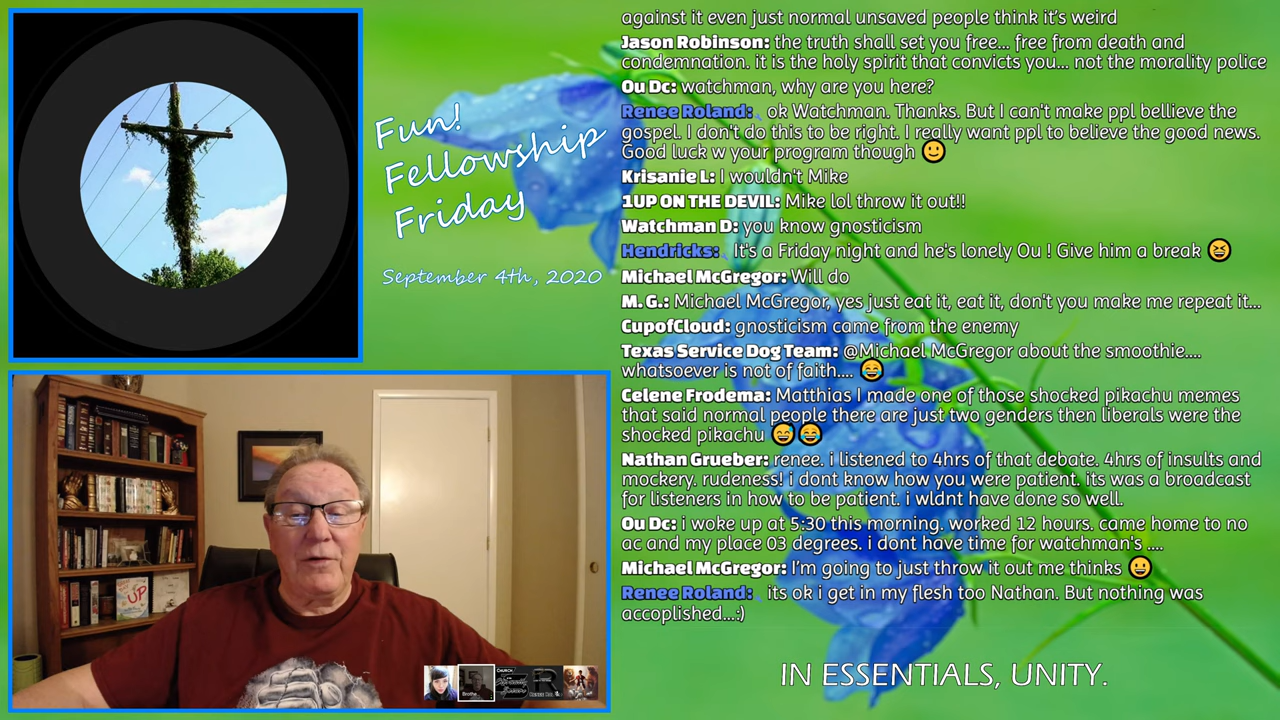 Fun!
Fellowship
Friday
September 4th, 2020
against it even just normal unsaved people think it's weird
Jason Robinson: the truth shall set you free... free from death and
condemnation. it is the holy spirit that convicts you... not the morality police
Ou Dc: watchman, why are you here?
Renee Roland: ok Watchman. Thanks. But I can't make ppl bellieve the
gospel. I don't do this to be right. I really want ppl to believe the good news.
Good luck w your program though 🙂
Krisanie L: I wouldn't Mike
1UP ON THE DEVIL: Mike lol throw it out!!
Watchman D: you know gnosticism
Hendricks: It's a Friday night and he's lonely Ou ! Give him a break 😆
Michael McGregor: Will do
M. G.: Michael McGregor, yes just eat it, eat it, don't you make me repeat it...
CupofCloud: gnosticism came from the enemy
Texas Service Dog Team: @Michael McGregor about the smoothie....
whatsoever is not of faith.... 😂
Celene Frodema: Matthias I made one of those shocked pikachu memes
that said normal people there are just two genders then liberals were the
shocked pikachu 😅😂
Nathan Grueber: renee. i listened to 4hrs of that debate. 4hrs of insults and
mockery. rudeness! i dont know how you were patient. its was a broadcast
for listeners in how to be patient. i wldnt have done so well.
Ou Dc: i woke up at 5:30 this morning. worked 12 hours. came home to no
ac and my place 03 degrees. i dont have time for watchman's ....
Michael McGregor: I'm going to just throw it out me thinks 😀
Renee Roland: its ok i get in my flesh too Nathan. But nothing was
accoplished...:)
IN ESSENTIALS, UNITY.
UP
Brothe...
CHURCH